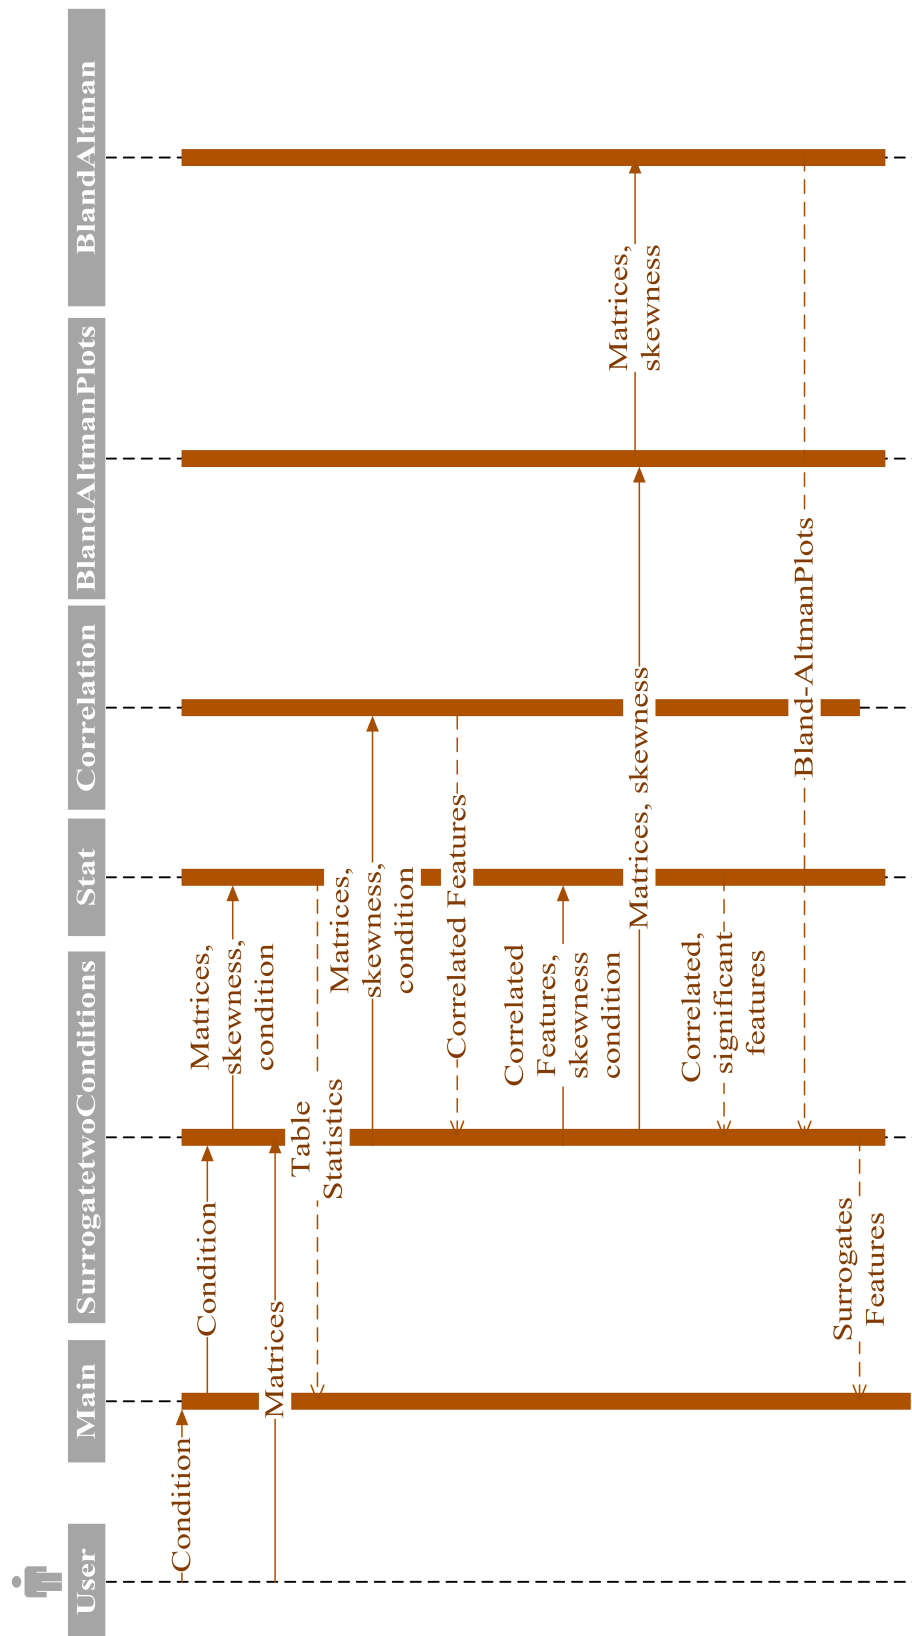 User
Main
SurrogatetwoConditions
Stat
Correlation
BlandAltmanPlots
BlandAltman
Condition
Condition
Matrices,
skewness,
condition
Matrices
Table
Statistics
Matrices,
skewness,
condition
Correlated Features
Correlated
Features,
skewness
condition
Matrices, skewness
Matrices,
skewness
Correlated,
significant
features
Bland-AltmanPlots
Surrogates
Features